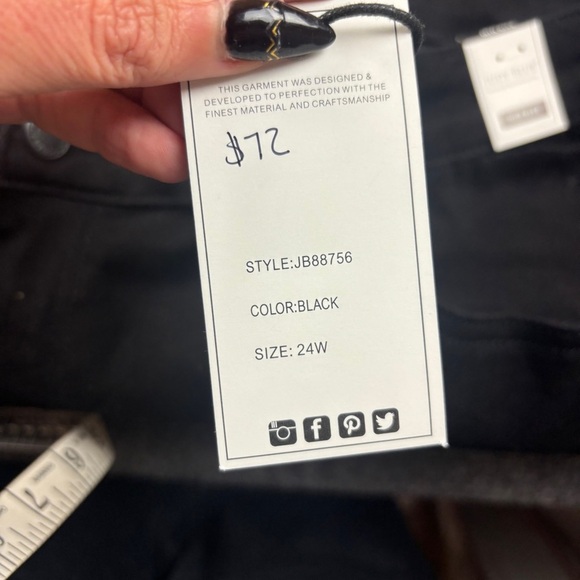 THIS GARMENT WAS DESIGNED &
DEVELOPED TO PERFECTION WITH THE
FINEST MATERIAL AND CRAFTSMANSHIP
$72
STYLE:JB88756
COLOR:BLACK
SIZE: 24W
7